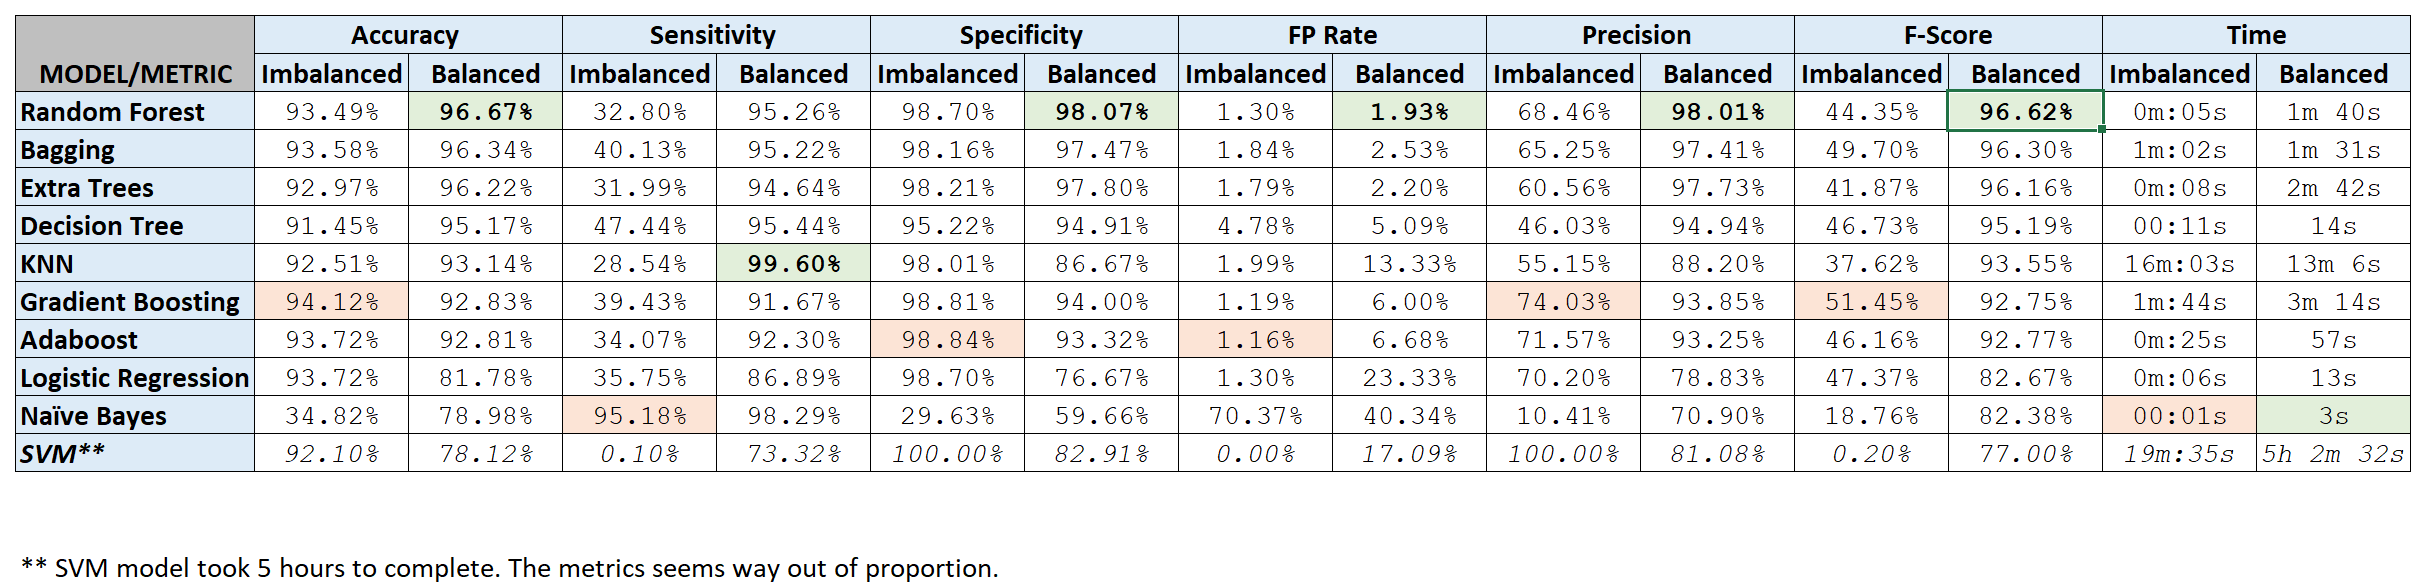 Accuracy Sensitivity Specificity FP Rate Precision F-Score Time
MODEL/METRIC Imbalanced Balanced Imbalanced Balanced Imbalanced Balanced Imbalanced Balanced Imbalanced Balanced Imbalanced Balanced Imbalanced Balanced
Random Forest 93.49% 96.67% 32.80% 95.26% 98.70% 98.07% 1.30% 1.93% 68.46% 98.01% 44.35% 96.62% 0m:05s 1m 40s
Bagging 93.58% 96.34% 40.13% 95.22% 98.16% 97.47% 1.84% 2.53% 65.25% 97.41% 49.70% 96.30% 1m:02s 1m 31s
Extra Trees 92.97% 96.22% 31.99% 94.64% 98.21% 97.80% 1.79% 2.20% 60.56% 97.73% 41.87% 96.16% 0m:08s 2m 42s
Decision Tree 91.45% 95.17% 47.44% 95.44% 95.22% 94.91% 4.78% 5.09% 46.03% 94.94% 46.73% 95.19% 00:11s 14s
KNN 92.51% 93.14% 28.54% 99.60% 98.01% 86.67% 1.99% 13.33% 55.15% 88.20% 37.62% 93.55% 16m:03s 13m 6s
Gradient Boosting 94.12% 92.83% 39.43% 91.67% 98.81% 94.00% 1.19% 6.00% 74.03% 93.85% 51.45% 92.75% 1m:44s 3m 14s
Adaboost 93.72% 92.81% 34.07% 92.30% 98.84% 93.32% 1.16% 6.68% 71.57% 93.25% 46.16% 92.77% 0m:25s 57s
Logistic Regression 93.72% 81.78% 35.75% 86.89% 98.70% 76.67% 1.30% 23.33% 70.20% 78.83% 47.37% 82.67% 0m:06s 13s
Naïve Bayes 34.82% 78.98% 95.18% 98.29% 29.63% 59.66% 70.37% 40.34% 10.41% 70.90% 18.76% 82.38% 00:01s 3s
SVM** 92.10% 78.12% 0.10% 73.32% 100.00% 82.91% 0.00% 17.09% 100.00% 81.08% 0.20% 77.00% 19m:35s 5h 2m 32s
** SVM model took 5 hours to complete. The metrics seems way out of proportion.